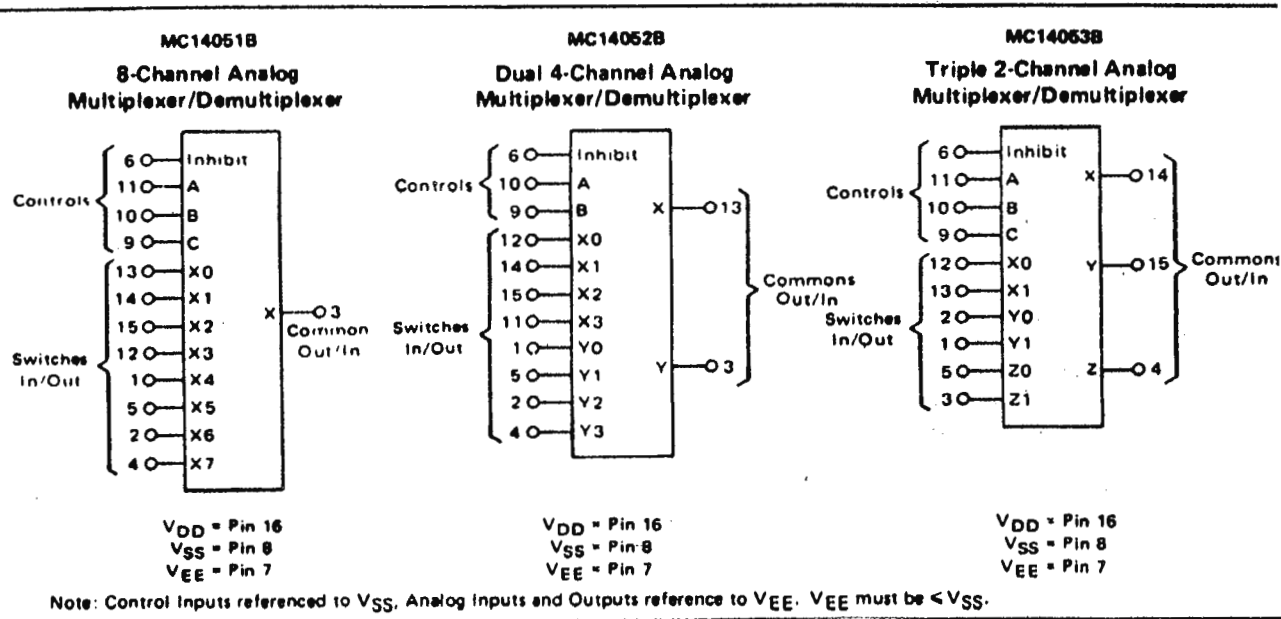 MC14051B
8-Channel Analog
Multiplexer/Demultiplexer
Controls
6 Inhibit
11 A
10 B
9 C
Switches
In/Out
13 X0
14 X1
15 X2
12 X3
1 X4
5 X5
2 X6
4 X7
X 3
Common
Out/In
VDD = Pin 16
VSS = Pin 8
VEE = Pin 7
MC14052B
Dual 4-Channel Analog
Multiplexer/Demultiplexer
Controls
6 Inhibit
10 A
9 B
Switches
In/Out
12 X0
14 X1
15 X2
11 X3
1 Y0
5 Y1
2 Y2
4 Y3
X 13
Y 3
Commons
Out/In
VDD = Pin 16
VSS = Pin 8
VEE = Pin 7
MC14053B
Triple 2-Channel Analog
Multiplexer/Demultiplexer
Controls
6 Inhibit
11 A
10 B
9 C
Switches
In/Out
12 X0
13 X1
2 Y0
1 Y1
5 Z0
3 Z1
X 14
Y 15
Z 4
Commons
Out/In
VDD = Pin 16
VSS = Pin 8
VEE = Pin 7
Note: Control Inputs referenced to VSS, Analog Inputs and Outputs reference to VEE. VEE must be ⩽ VSS.